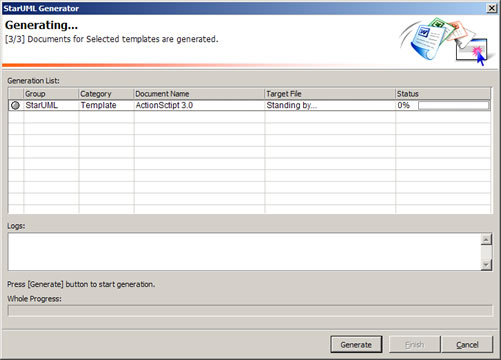 StarUML Generator
Generating...
[3/3] Documents for Selected templates are generated.
Generation List:
Group Category Document Name Target File Status
StarUML Template ActionSctipt 3.0 Standing by... 0%
Logs:
Press [Generate] button to start generation.
Whole Progress:
Generate Finish Cancel